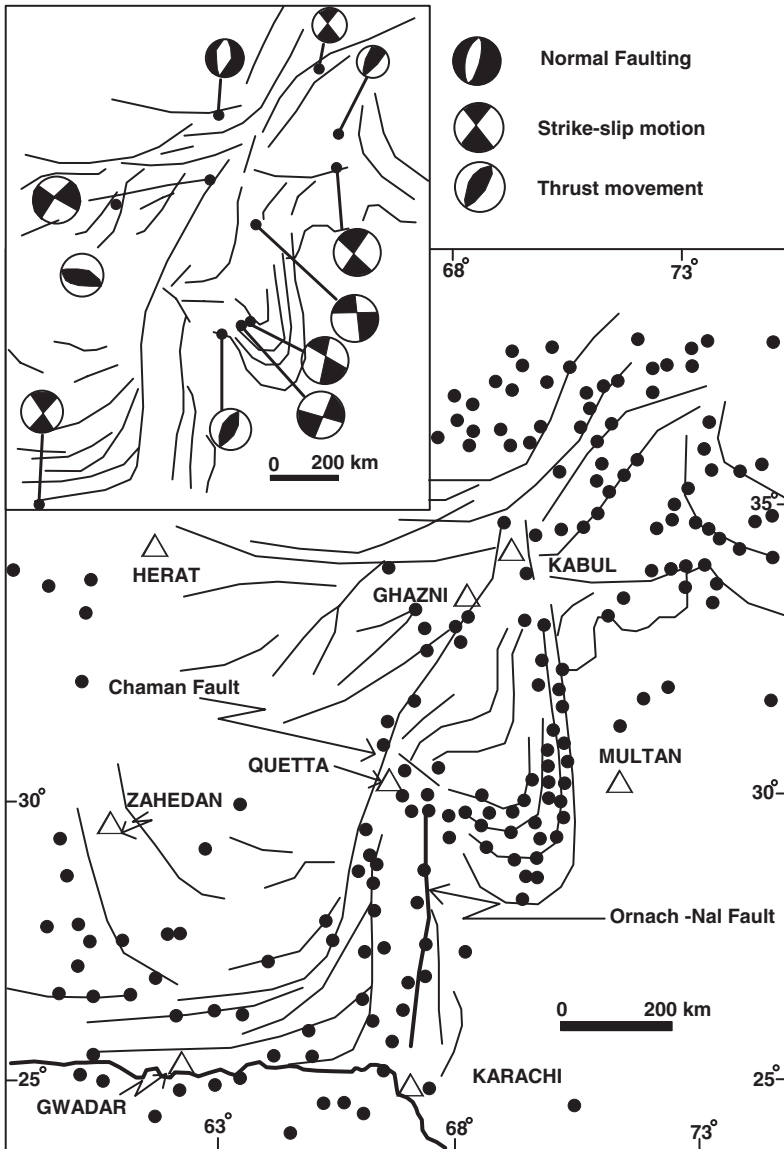 Normal Faulting
Strike-slip motion
Thrust movement
0 200 km
68°
73°
35°
HERAT
KABUL
GHAZNI
Chaman Fault
QUETTA
MULTAN
30°
ZAHEDAN
30°
Ornach -Nal Fault
0 200 km
25°
KARACHI
25°
GWADAR
63°
68°
73°